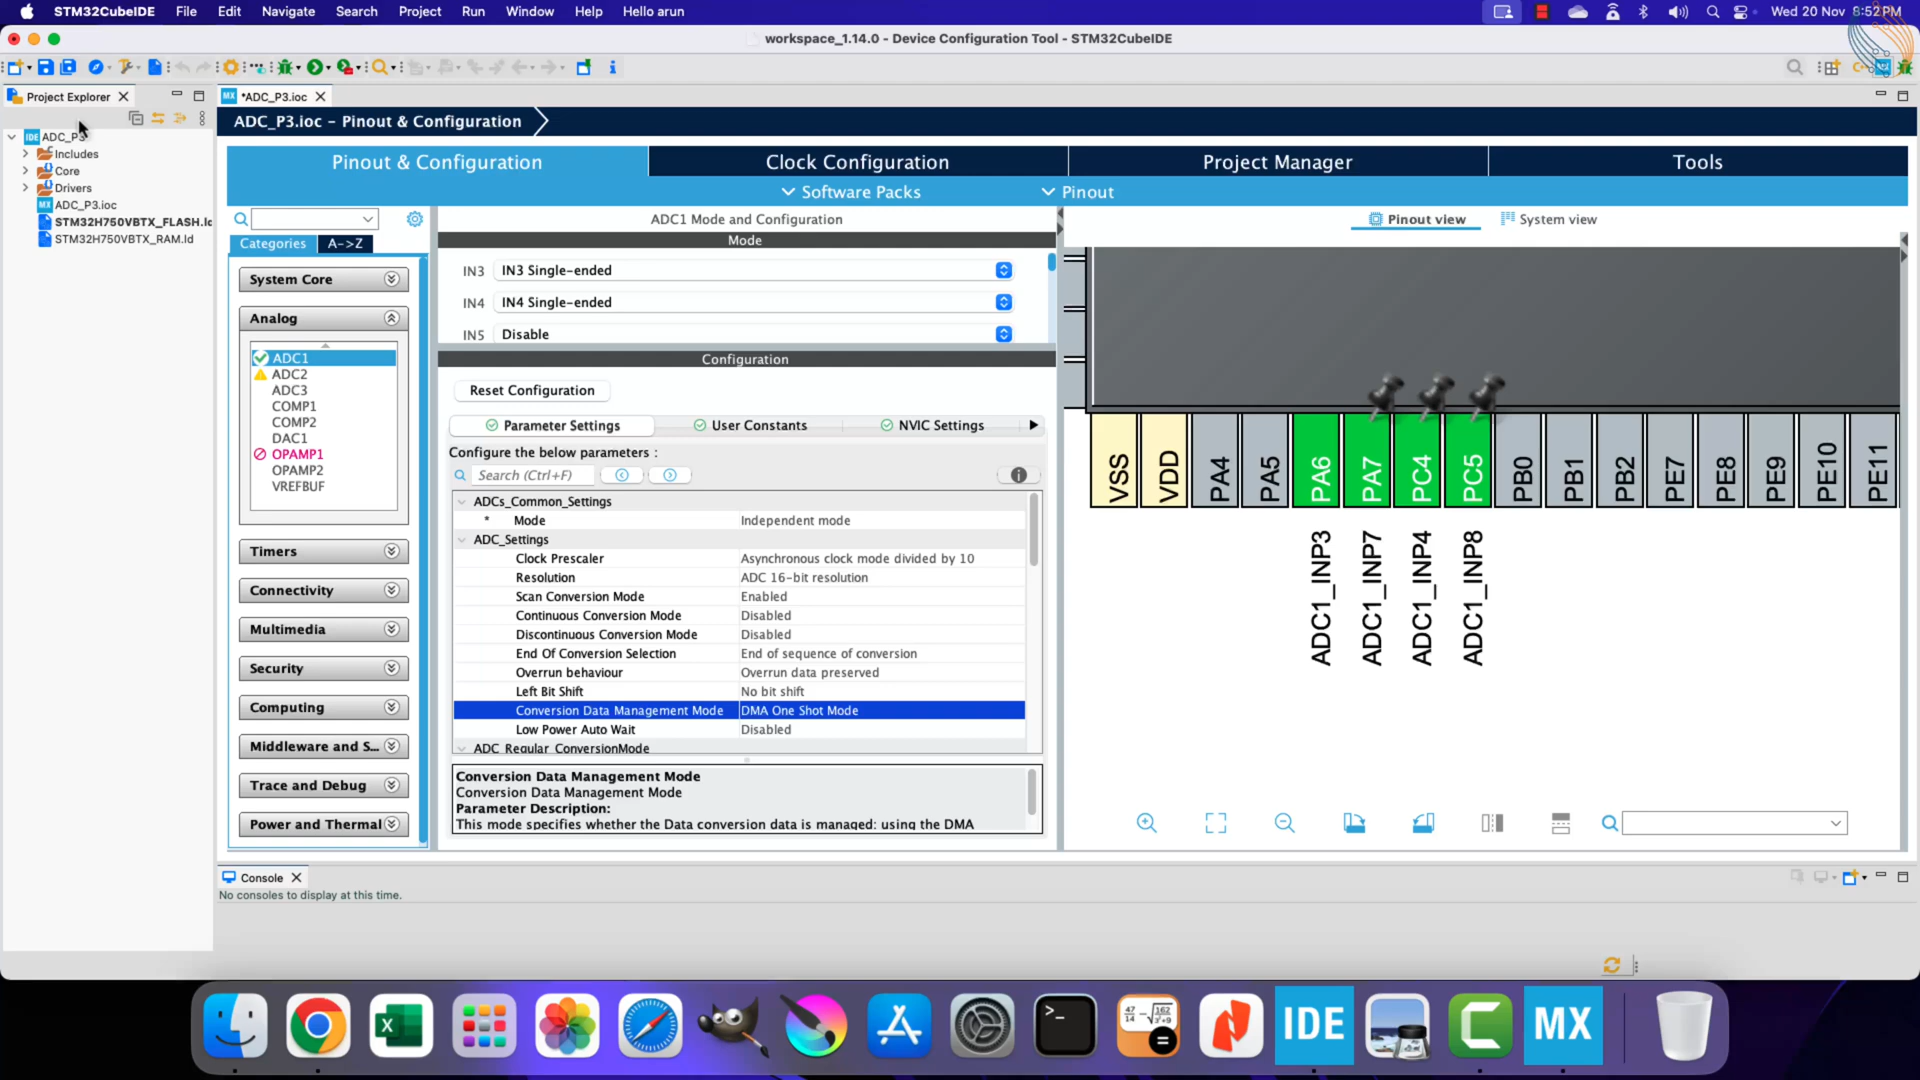 STM32CubeIDE File Edit Navigate Search Project Run Window Help Hello arun Wed 20 Nov 8:52PM
workspace_1.14.0 - Device Configuration Tool - STM32CubeIDE
Project Explorer
*ADC_P3.ioc
ADC_P3.ioc - Pinout & Configuration
IDE ADC_P3
Includes
Core
Drivers
MX ADC_P3.ioc
STM32H750VBTX_FLASH.ld
STM32H750VBTX_RAM.ld
Pinout & Configuration Clock Configuration Project Manager Tools
Software Packs Pinout
Categories A->Z
System Core
Analog
ADC1
ADC2
ADC3
COMP1
COMP2
DAC1
OPAMP1
OPAMP2
VREFBUF
Timers
Connectivity
Multimedia
Security
Computing
Middleware and S...
Trace and Debug
Power and Thermal
ADC1 Mode and Configuration
Mode
IN3 IN3 Single-ended
IN4 IN4 Single-ended
IN5 Disable
Configuration
Reset Configuration
Parameter Settings User Constants NVIC Settings
Configure the below parameters :
Search (Ctrl+F)
ADCs_Common_Settings
* Mode Independent mode
ADC_Settings
Clock Prescaler Asynchronous clock mode divided by 10
Resolution ADC 16-bit resolution
Scan Conversion Mode Enabled
Continuous Conversion Mode Disabled
Discontinuous Conversion Mode Disabled
End Of Conversion Selection End of sequence of conversion
Overrun behaviour Overrun data preserved
Left Bit Shift No bit shift
Conversion Data Management Mode DMA One Shot Mode
Low Power Auto Wait Disabled
ADC_Regular_ConversionMode
Conversion Data Management Mode
Conversion Data Management Mode
Parameter Description:
This mode specifies whether the Data conversion data is managed: using the DMA
Pinout view System view
VSS VDD PA4 PA5 PA6 PA7 PC4 PC5 PB0 PB1 PB2 PE7 PE8 PE9 PE10 PE11
ADC1_INP3 ADC1_INP7 ADC1_INP4 ADC1_INP8
Console
No consoles to display at this time.
IDE MX